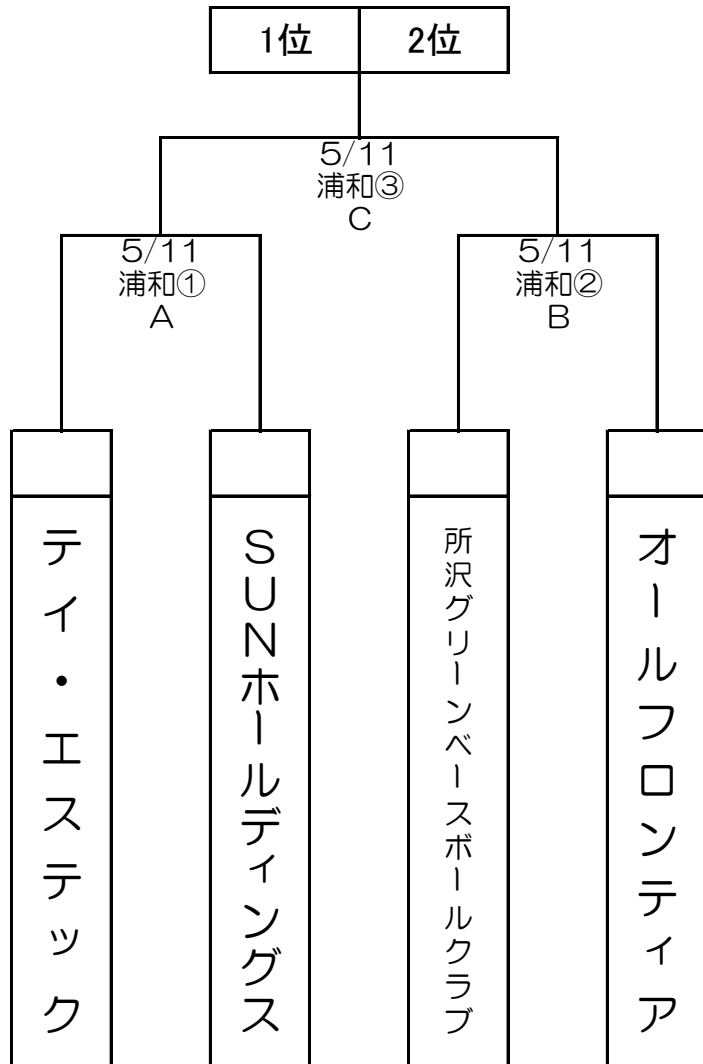 1位 2位
5/11
浦和③
C
5/11
浦和①
A
5/11
浦和②
B
テイ・エステック
SUNホールディングス
所沢グリーンベースボールクラブ
オールフロンティア